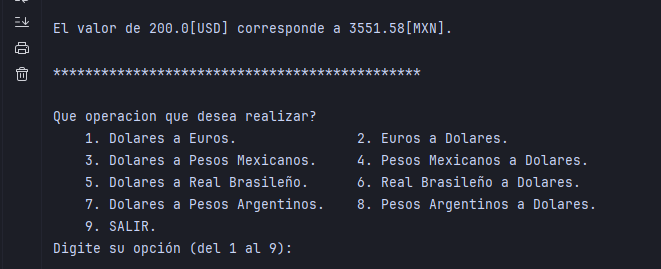 El valor de 200.0[USD] corresponde a 3551.58[MXN].
**********************************************
Que operacion que desea realizar?
1. Dolares a Euros. 2. Euros a Dolares.
3. Dolares a Pesos Mexicanos. 4. Pesos Mexicanos a Dolares.
5. Dolares a Real Brasileño. 6. Real Brasileño a Dolares.
7. Dolares a Pesos Argentinos. 8. Pesos Argentinos a Dolares.
9. SALIR.
Digite su opción (del 1 al 9):